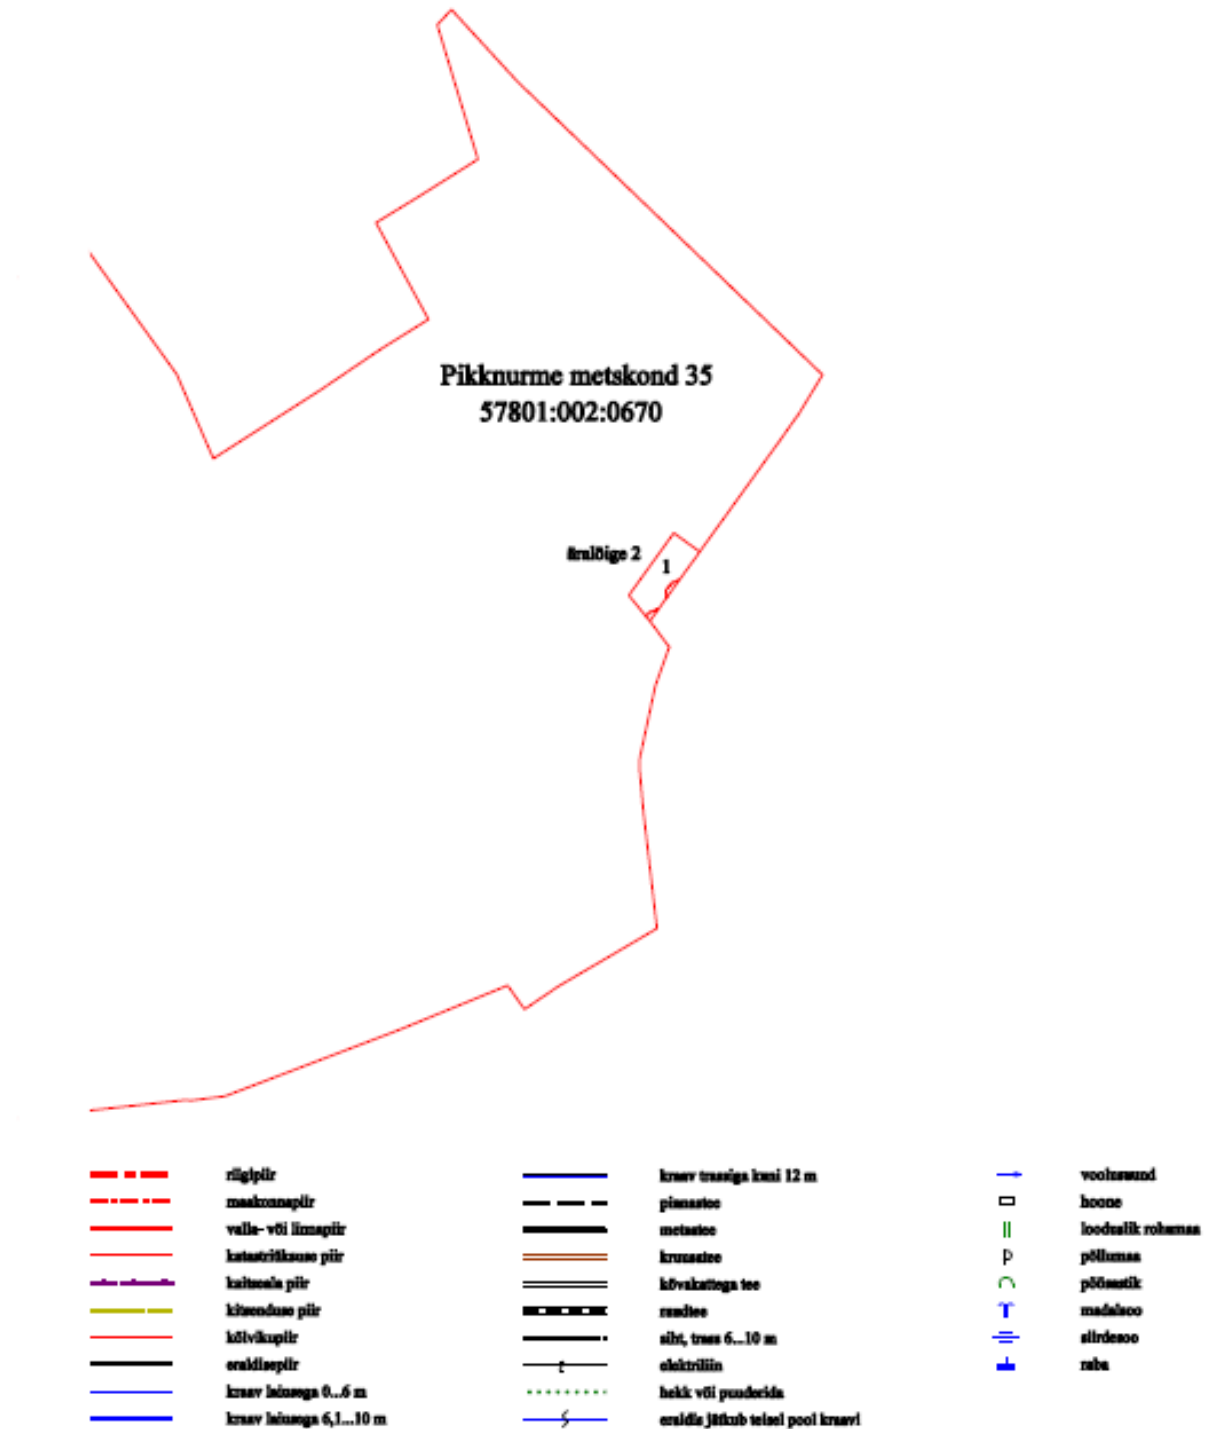 Pikknurme metskond 35
57801:002:0670
äralõige 2
1
riigipiir
maakonnapiir
valla- või linnapiir
katastriüksuse piir
kaitseala piir
kitsenduse piir
kõlvikupiir
eraldisepiir
kraav laiusega 0...6 m
kraav laiusega 6,1...10 m
kraav trassiga kuni 12 m
pinnastee
metsatee
kruusatee
kõvakattega tee
raudtee
siht, trass 6...10 m
elektriliin
hekk või puuderida
eraldis jätkub teisel pool kraavi
voolusuund
hoone
looduslik rohumaa
P põllumaa
põõsastik
madalsoo
siirdesoo
raba